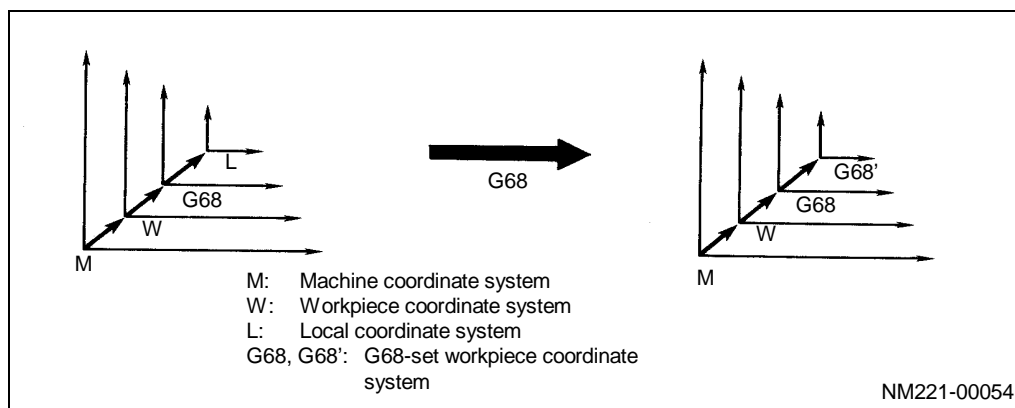 L
G68
W
M
G68
G68’
G68
W
M
M: Machine coordinate system
W: Workpiece coordinate system
L: Local coordinate system
G68, G68’: G68-set workpiece coordinate
system
NM221-00054